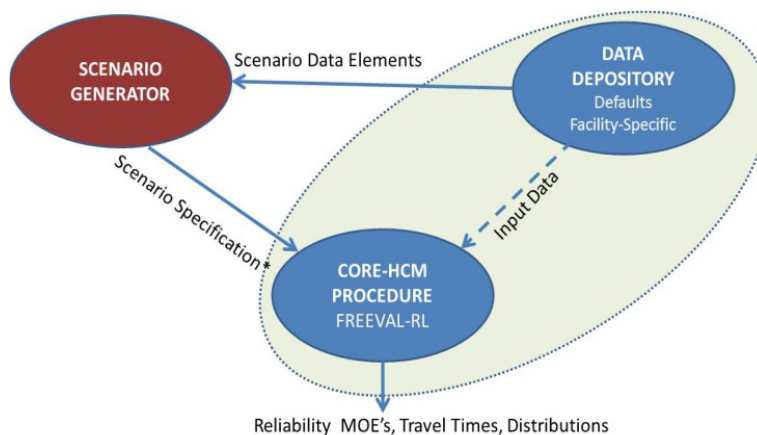 SCENARIO
GENERATOR
Scenario Data Elements
DATA
DEPOSITORY
Defaults
Facility-Specific
Scenario Specification*
Input Data
CORE-HCM
PROCEDURE
FREEVAL-RL
Reliability MOE's, Travel Times, Distributions